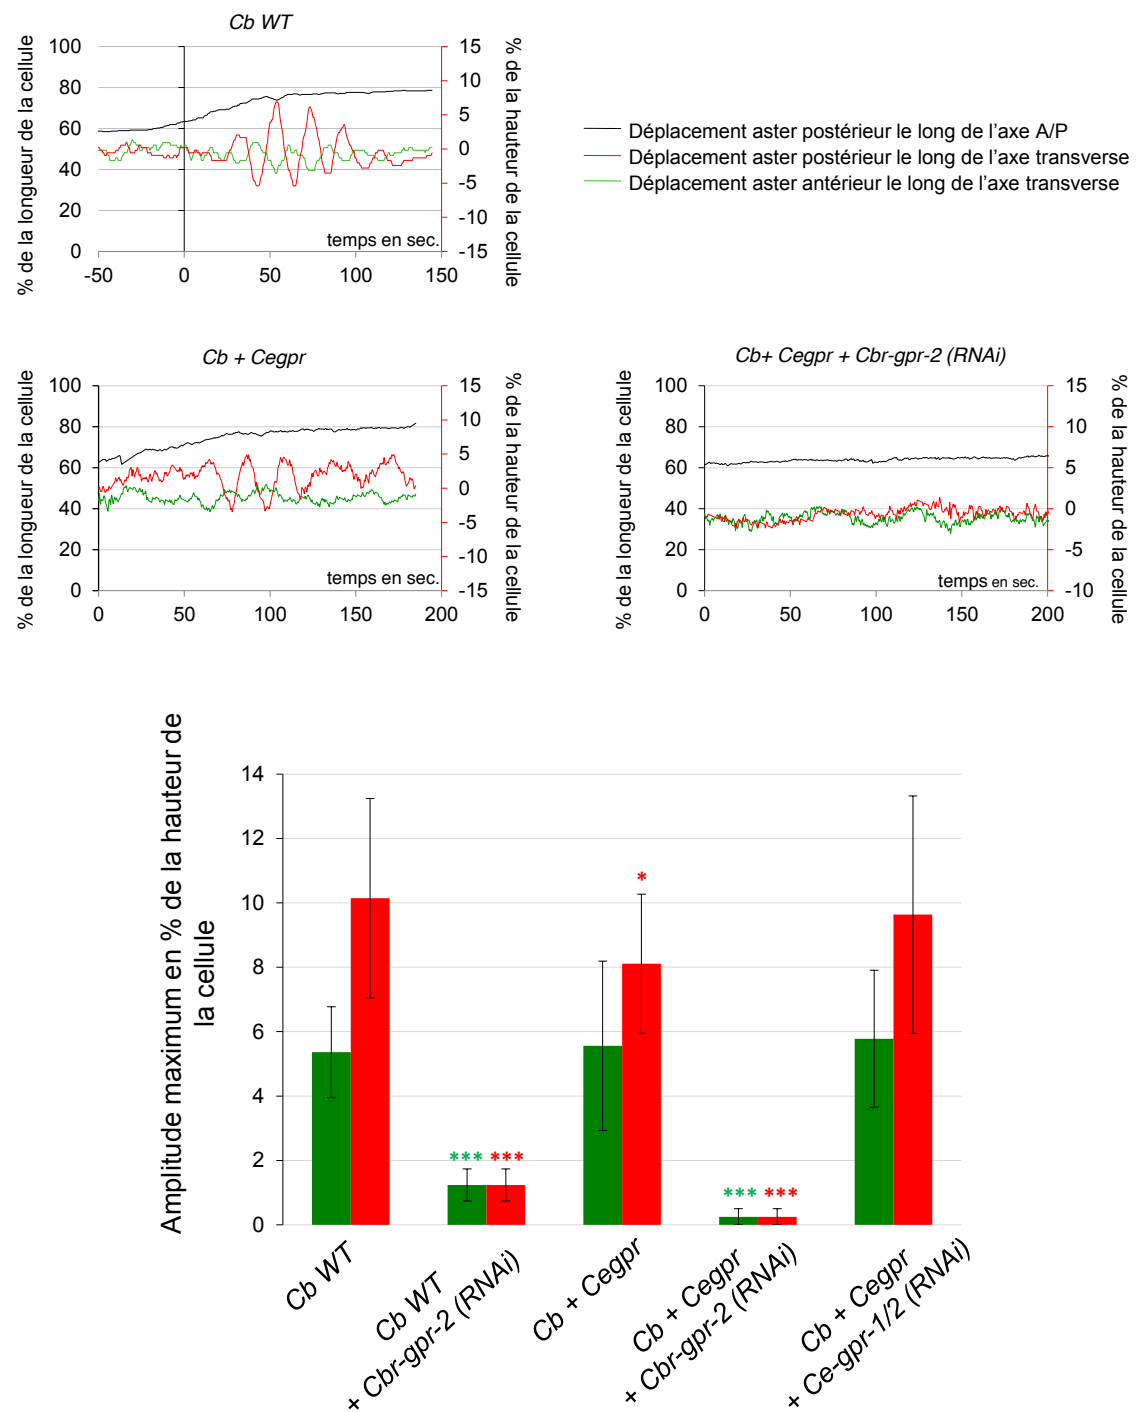 Cb WT
% de la longueur de la cellule
100
80
60
40
20
0
-50
0
50
100
150
temps en sec.
15
10
5
0
-5
-10
-15
% de la hauteur de la cellule
Déplacement aster postérieur le long de l'axe A/P
Déplacement aster postérieur le long de l'axe transverse
Déplacement aster antérieur le long de l'axe transverse
Cb + Cegpr
% de la longueur de la cellule
100
80
60
40
20
0
0
50
100
150
200
temps en sec.
15
10
5
0
-5
-10
-15
% de la hauteur de la cellule
Cb+ Cegpr + Cbr-gpr-2 (RNAi)
% de la longueur de la cellule
100
80
60
40
20
0
0
50
100
150
200
temps en sec.
15
10
5
0
-5
-10
% de la hauteur de la cellule
Amplitude maximum en % de la hauteur de
la cellule
14
12
10
8
6
4
2
0
*** ***
*
*** ***
Cb WT
Cb WT
+ Cbr-gpr-2 (RNAi)
Cb + Cegpr
Cb + Cegpr
+ Cbr-gpr-2 (RNAi)
Cb + Cegpr
+ Ce-gpr-1/2 (RNAi)